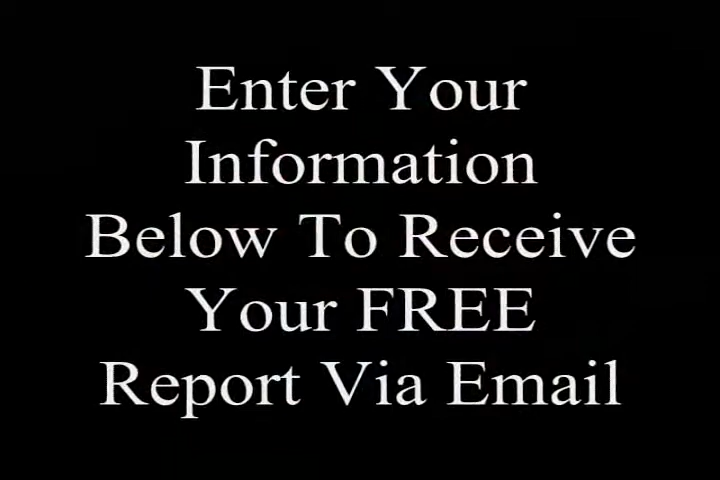 Enter Your
Information
Below To Receive
Your FREE
Report Via Email